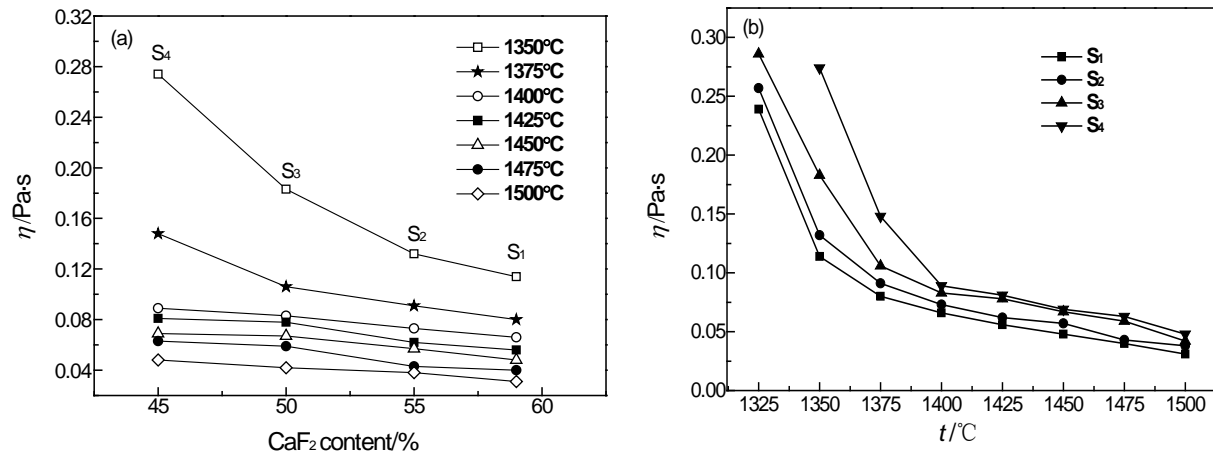 (a)
η/Pa·s
0.32
0.28
0.24
0.20
0.16
0.12
0.08
0.04
S₄
S₃
S₂
S₁
1350°C
1375°C
1400°C
1425°C
1450°C
1475°C
1500°C
45 50 55 60
CaF₂ content/%
(b)
η/Pa·s
0.30
0.25
0.20
0.15
0.10
0.05
0.00
S₁
S₂
S₃
S₄
1325 1350 1375 1400 1425 1450 1475 1500
t/℃